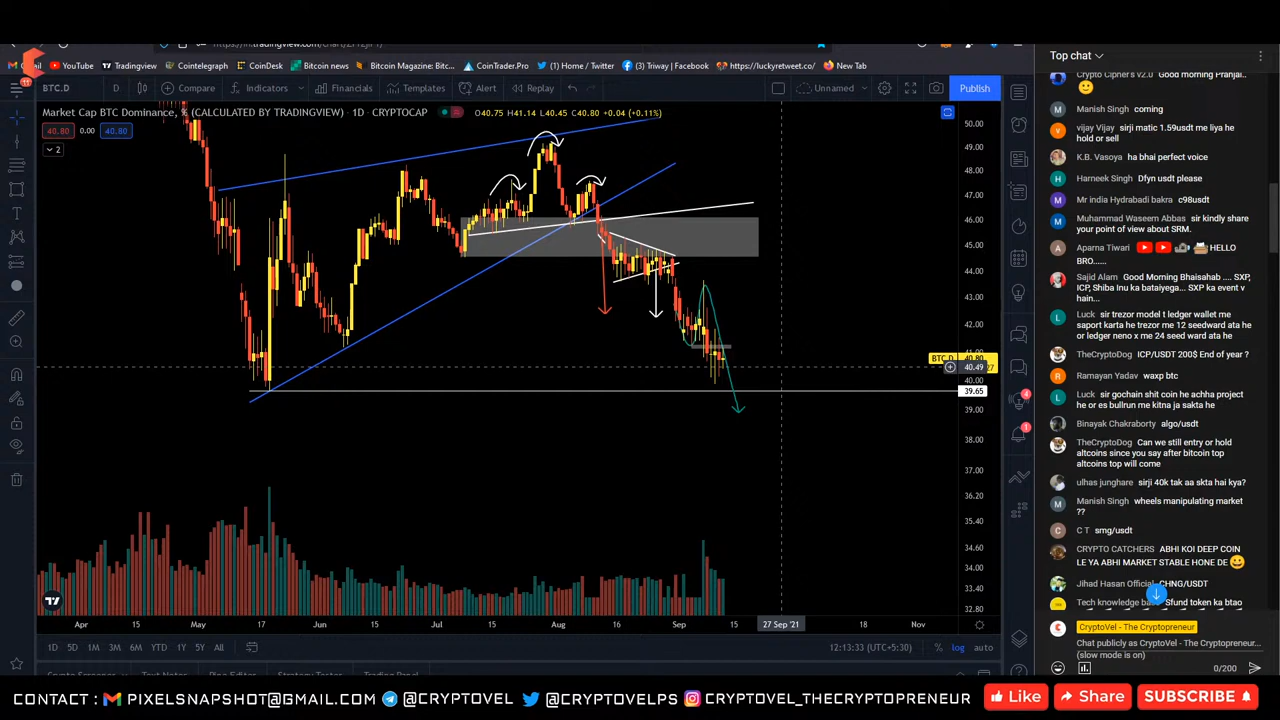 Gmail
YouTube
Tradingview
Cointelegraph
CoinDesk
Bitcoin news
Bitcoin Magazine: Bitc...
CoinTrader.Pro
(1) Home / Twitter
(3) Triway | Facebook
https://luckyretweet.co/
New Tab
11
BTC.D
D
Compare
Indicators
Financials
Templates
Alert
Replay
Unnamed
Publish
Market Cap BTC Dominance, % (CALCULATED BY TRADINGVIEW) · 1D · CRYPTOCAP
O40.75 H41.14 L40.45 C40.80 +0.04 (+0.11%)
40.80
0.00
40.80
2
50.00
49.00
48.00
47.00
46.00
45.00
44.00
43.00
42.00
41.00
BTC.D
40.80
40.49
40.00
39.65
39.00
38.00
37.00
36.20
35.40
34.60
34.00
33.40
32.80
Apr
15
May
17
Jun
15
Jul
15
Aug
16
Sep
15
27 Sep '21
18
Nov
1D
5D
1M
3M
6M
YTD
1Y
5Y
All
12:13:33 (UTC+5:30)
%
log
auto
4
1
Top chat
Crypto Cipher's v2.0 Good morning Pranjal..
Manish Singh coming
vijay Vijay sirji matic 1.59usdt me liya he
hold or sell
K.B. Vasoya ha bhai perfect voice
Harneek Singh Dfyn usdt please
Mr india Hydrabadi bakra c98usdt
Muhammad Waseem Abbas sir kindly share
your point of view about SRM.
Aparna Tiwari HELLO
BRO......
Sajid Alam Good Morning Bhaisahab .... SXP,
ICP, Shiba Inu ka bataiyega... SXP ka event v
hain...
Luck sir trezor model t ledger wallet me
saport karta he trezor me 12 seedward ata he
or ledger neno x me 24 seed ward ata he
TheCryptoDog ICP/USDT 200$ End of year ?
Ramayan Yadav waxp btc
Luck sir gochain shit coin he achha project
he or es bullrun me kitna ja sakta he
Binayak Chakraborty algo/usdt
TheCryptoDog Can we still entry or hold
altcoins since you say after bitcoin top
altcoins top will come
ulhas junghare sirji 40k tak aa skta hai kya?
Manish Singh wheels manipulating market
??
C T smg/usdt
CRYPTO CATCHERS ABHI KOI DEEP COIN
LE YA ABHI MARKET STABLE HONE DE
Jihad Hasan Official CHNG/USDT
Sfund token ka btao
CryptoVel - The Cryptopreneur
Chat publicly as CryptoVel - The Cryptopreneur...
(slow mode is on)
0/200
CONTACT : PIXELSNAPSHOT@GMAIL.COM @CRYPTOVEL @CRYPTOVELPS CRYPTOVEL_THECRYPTOPRENEUR
Like
Share
SUBSCRIBE